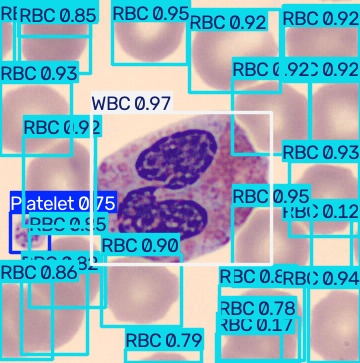 RBC 0.85
RBC 0.95
RBC 0.92
RBC 0.92
RBC 0.93
RBC 0.92
0.92
WBC 0.97
RBC 0.92
RBC 0.93
Platelet 0.75
RBC 0.95
RBC 0.12
RBC 0.85
RBC 0.90
0.82
RBC 0.86
RBC 0.94
RBC 0.78
RBC 0.17
RBC 0.79